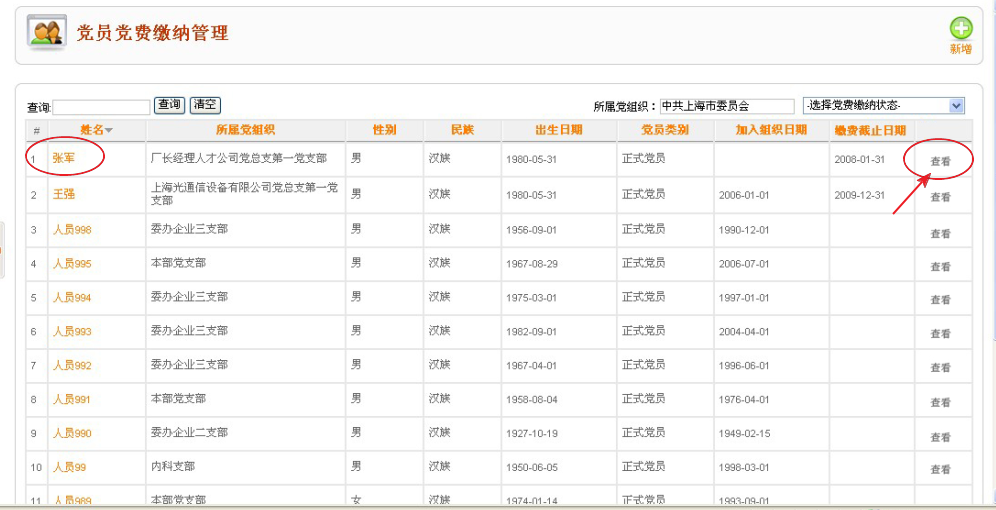 党员党费缴纳管理
新增
查询: 查询 清空 所属党组织： 中共上海市委员会 -选择党费缴纳状态-
# 姓名 所属党组织 性别 民族 出生日期 党员类别 加入组织日期 缴费截止日期
1 张军 厂长经理人才公司党总支第一党支部 男 汉族 1980-05-31 正式党员 2008-01-31 查看
2 王强 上海光通信设备有限公司党总支第一党支部 男 汉族 1980-05-31 正式党员 2006-01-01 2009-12-31 查看
3 人员998 委办企业三支部 男 汉族 1956-09-01 正式党员 1990-12-01 查看
4 人员995 本部党支部 男 汉族 1967-08-29 正式党员 2006-07-01 查看
5 人员994 委办企业三支部 男 汉族 1975-03-01 正式党员 1997-01-01 查看
6 人员993 委办企业三支部 男 汉族 1982-09-01 正式党员 2004-04-01 查看
7 人员992 委办企业三支部 男 汉族 1967-04-01 正式党员 1996-06-01 查看
8 人员991 本部党支部 男 汉族 1958-08-04 正式党员 1976-04-01 查看
9 人员990 委办企业二支部 男 汉族 1927-10-19 正式党员 1949-02-15 查看
10 人员99 内科支部 男 汉族 1950-06-05 正式党员 1998-03-01 查看
11 人员989 本部党支部 女 汉族 1974-01-14 正式党员 1993-09-01